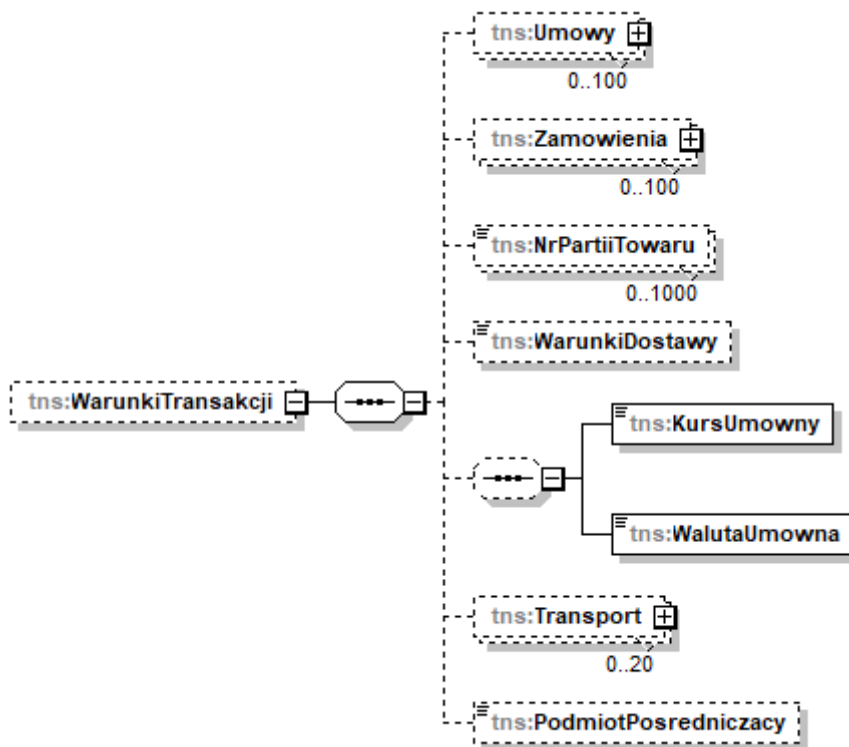 tns:Umowy
0..100
tns:Zamowienia
0..100
tns:NrPartiiTowaru
0..1000
tns:WarunkiDostawy
tns:WarunkiTransakcji
tns:KursUmowny
tns:WalutaUmowna
tns:Transport
0..20
tns:PodmiotPosredniczacy